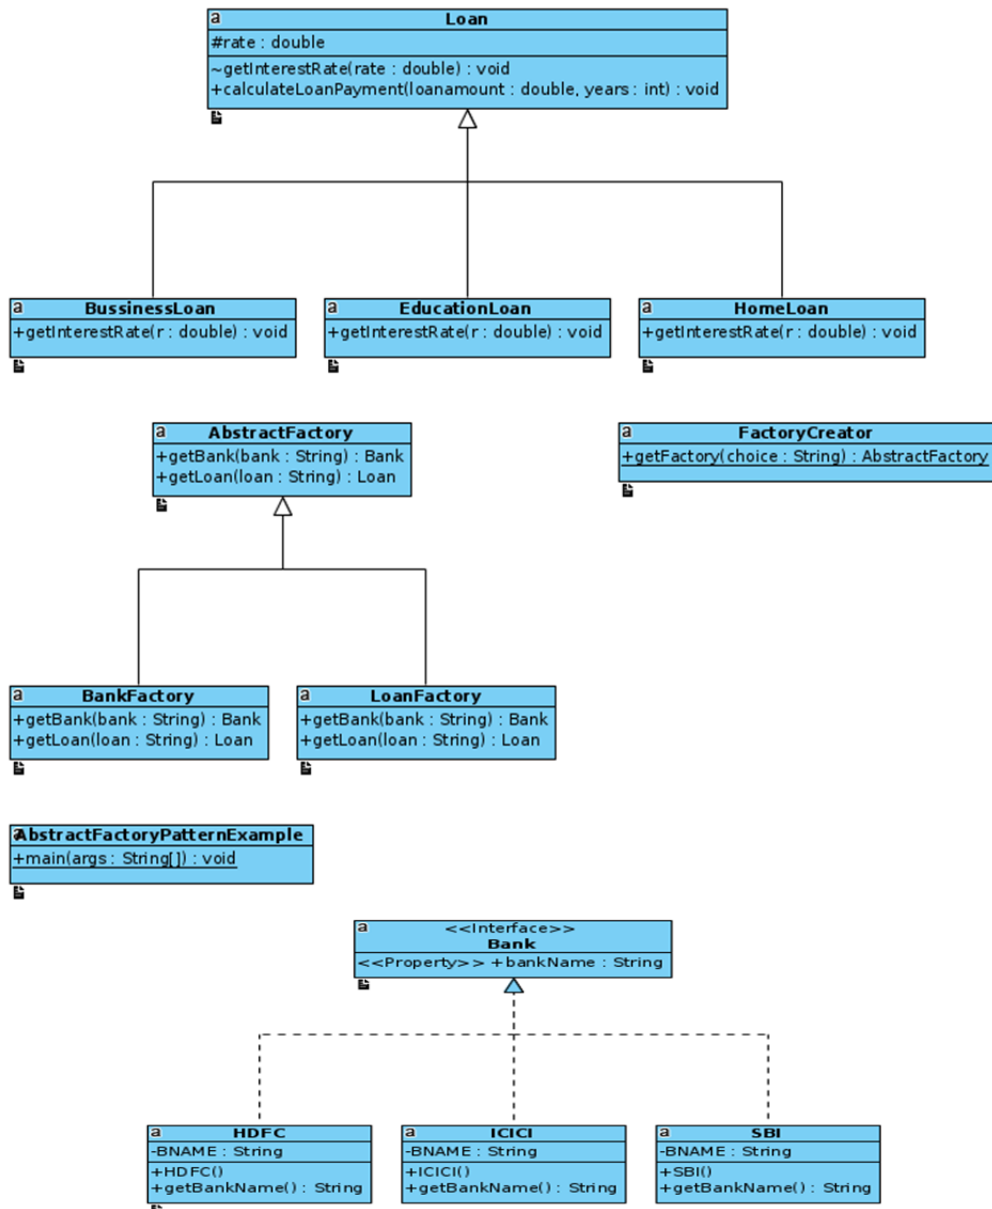 a
Loan
#rate : double
~getInterestRate(rate : double) : void
+calculateLoanPayment(loanamount : double, years : int) : void
a
BussinessLoan
+getInterestRate(r : double) : void
a
EducationLoan
+getInterestRate(r : double) : void
a
HomeLoan
+getInterestRate(r : double) : void
a
AbstractFactory
+getBank(bank : String) : Bank
+getLoan(loan : String) : Loan
a
FactoryCreator
+getFactory(choice : String) : AbstractFactory
a
BankFactory
+getBank(bank : String) : Bank
+getLoan(loan : String) : Loan
a
LoanFactory
+getBank(bank : String) : Bank
+getLoan(loan : String) : Loan
a
AbstractFactoryPatternExample
+main(args : String[]) : void
a
<<Interface>>
Bank
<<Property>> +bankName : String
a
HDFC
-BNAME : String
+HDFC()
+getBankName() : String
a
ICICI
-BNAME : String
+ICICI()
+getBankName() : String
a
SBI
-BNAME : String
+SBI()
+getBankName() : String